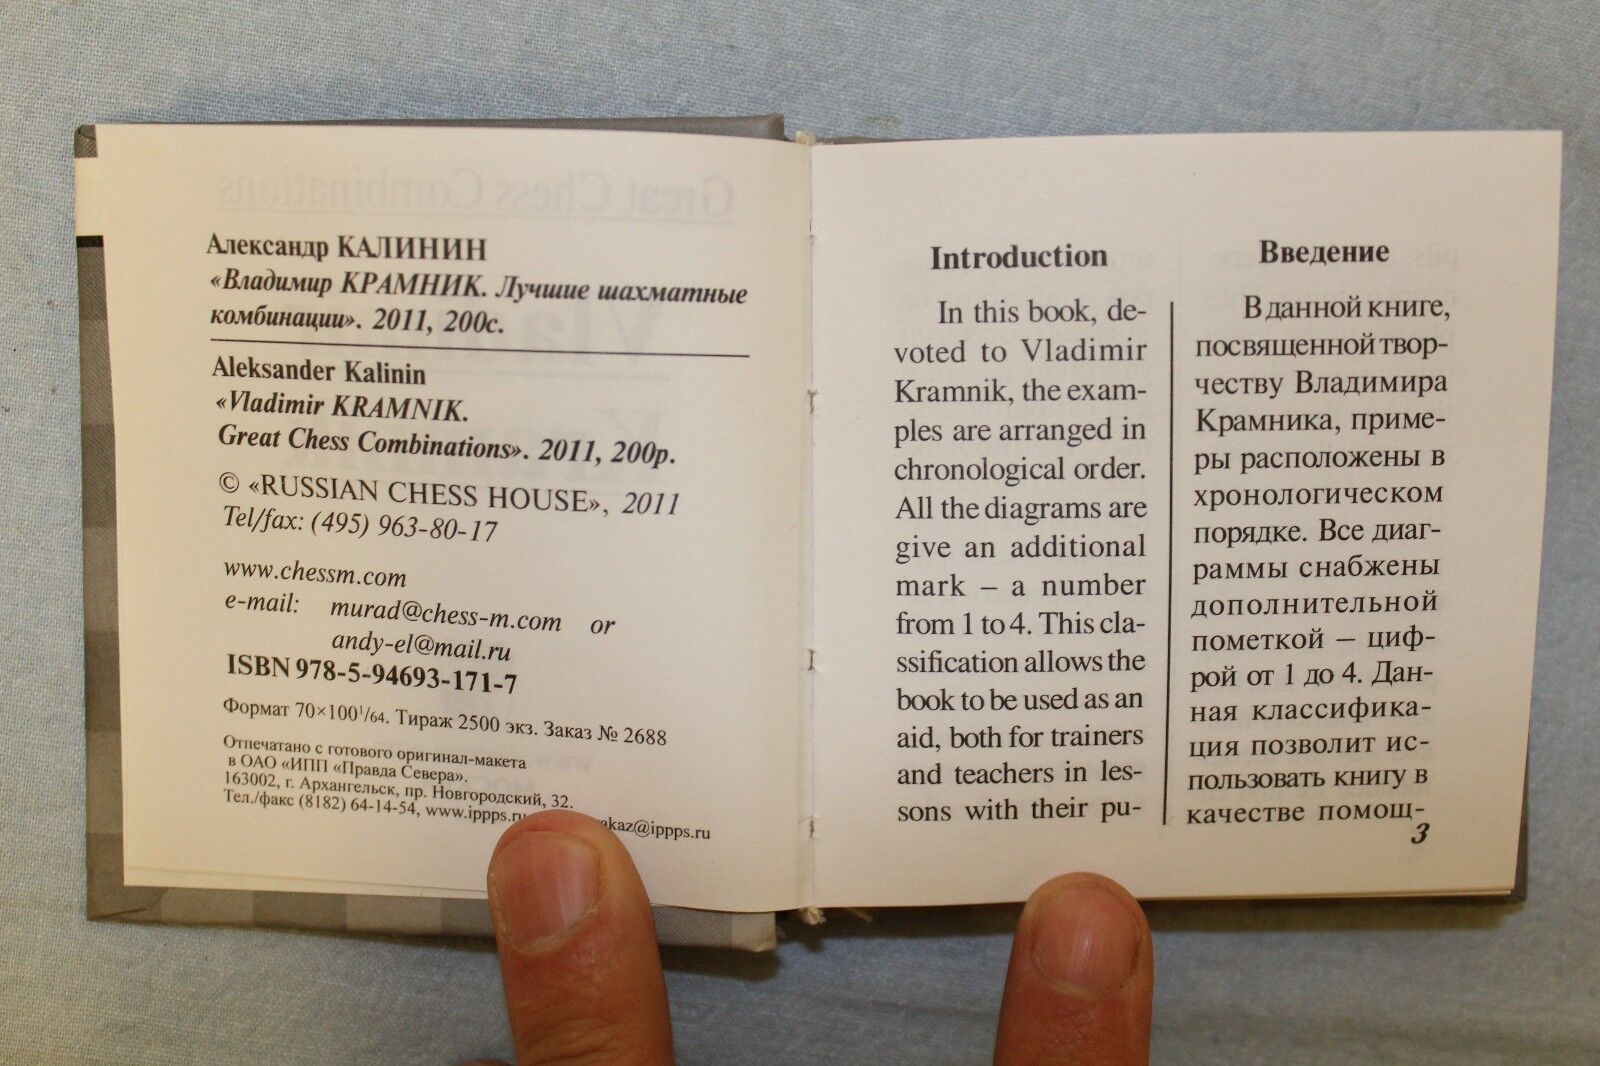 Александр КАЛИНИН
«Владимир КРАМНИК. Лучшие шахматные
комбинации». 2011, 200с.
Aleksander Kalinin
«Vladimir KRAMNIK.
Great Chess Combinations». 2011, 200p.
© «RUSSIAN CHESS HOUSE», 2011
Tel/fax: (495) 963-80-17
www.chessm.com
e-mail: murad@chess-m.com or
andy-el@mail.ru
ISBN 978-5-94693-171-7
Формат 70×100¹/64. Тираж 2500 экз. Заказ № 2688
Отпечатано с готового оригинал-макета
в ОАО «ИПП «Правда Севера».
163002, г. Архангельск, пр. Новгородский, 32.
Тел./факс (8182) 64-14-54, www.ippps.ru akaz@ippps.ru
Introduction
In this book, de-
voted to Vladimir
Kramnik, the exam-
ples are arranged in
chronological order.
All the diagrams are
give an additional
mark – a number
from 1 to 4. This cla-
ssification allows the
book to be used as an
aid, both for trainers
and teachers in les-
sons with their pu-
Введение
В данной книге,
посвященной твор-
честву Владимира
Крамника, приме-
ры расположены в
хронологическом
порядке. Все диаг-
раммы снабжены
дополнительной
пометкой – циф-
рой от 1 до 4. Дан-
ная классифика-
ция позволит ис-
пользовать книгу в
качестве помощ-
3